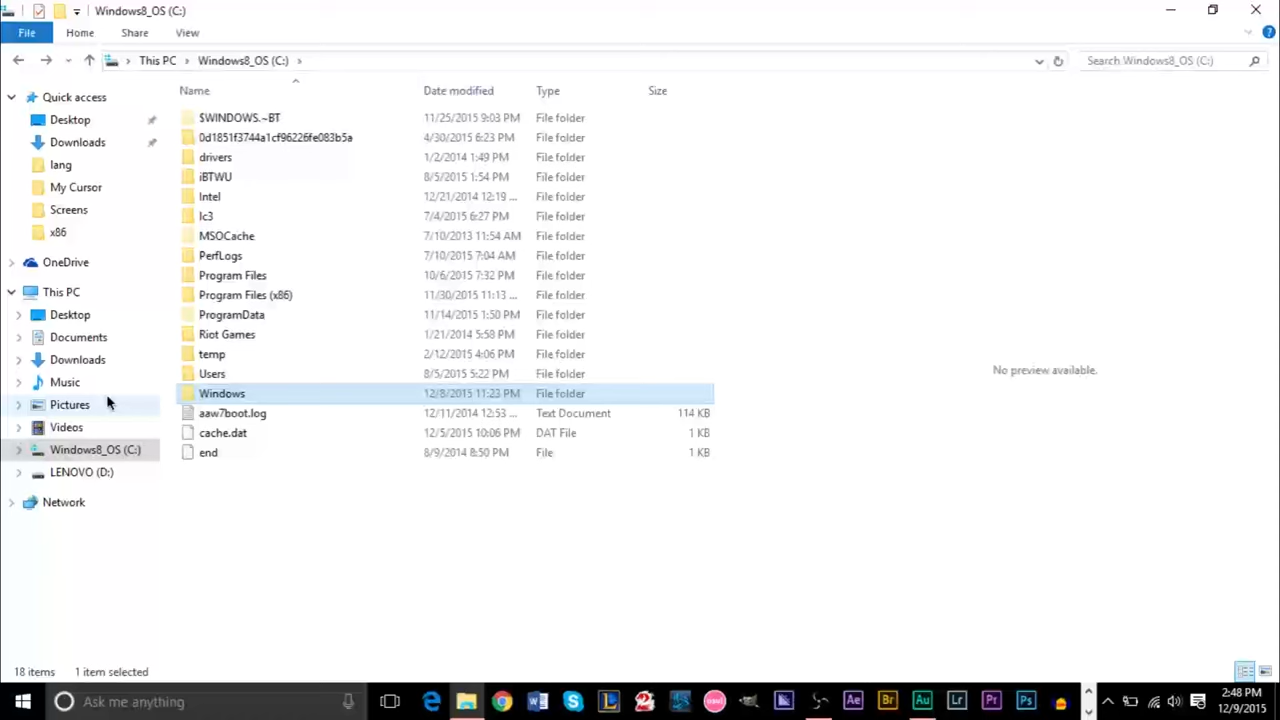 Windows8_OS (C:)
File Home Share View
This PC Windows8_OS (C:) Search Windows8_OS (C:)
Name Date modified Type Size
Quick access
Desktop
Downloads
lang
My Cursor
Screens
x86
OneDrive
This PC
Desktop
Documents
Downloads
Music
Pictures
Videos
Windows8_OS (C:)
LENOVO (D:)
Network
$WINDOWS.~BT 11/25/2015 9:03 PM File folder
0d1851f3744a1cf96226fe083b5a 4/30/2015 6:23 PM File folder
drivers 1/2/2014 1:49 PM File folder
iBTWU 8/5/2015 1:54 PM File folder
Intel 12/21/2014 12:19 ... File folder
lc3 7/4/2015 6:27 PM File folder
MSOCache 7/10/2013 11:54 AM File folder
PerfLogs 7/10/2015 7:04 AM File folder
Program Files 10/6/2015 7:32 PM File folder
Program Files (x86) 11/30/2015 11:13 ... File folder
ProgramData 11/14/2015 1:50 PM File folder
Riot Games 1/21/2014 5:58 PM File folder
temp 2/12/2015 4:06 PM File folder
Users 8/5/2015 5:22 PM File folder
Windows 12/8/2015 11:23 PM File folder
aaw7boot.log 12/11/2014 12:53 ... Text Document 114 KB
cache.dat 12/5/2015 10:06 PM DAT File 1 KB
end 8/9/2014 8:50 PM File 1 KB
No preview available.
18 items 1 item selected
Ask me anything
Ae Br Au Lr Pr Ps
2:48 PM
12/9/2015